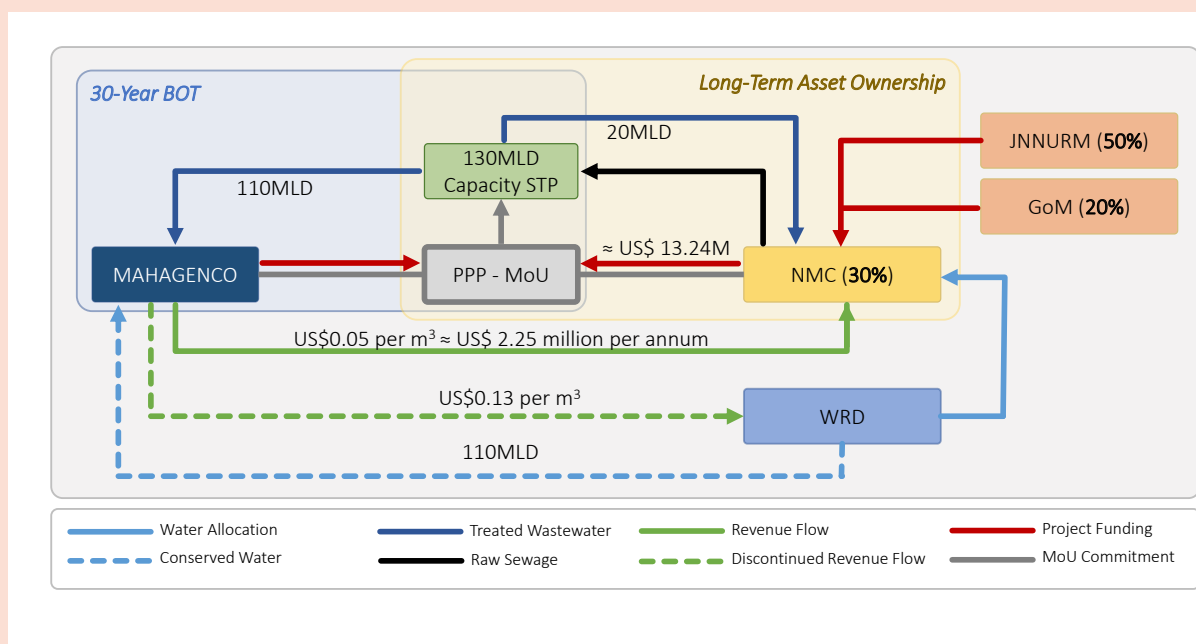 30-Year BOT
Long-Term Asset Ownership
20MLD
JNNURM (50%)
130MLD
Capacity STP
110MLD
GoM (20%)
≈ US$ 13.24M
MAHAGENCO
PPP - MoU
NMC (30%)
US$0.05 per m³ ≈ US$ 2.25 million per annum
US$0.13 per m³
WRD
110MLD
Water Allocation
Treated Wastewater
Revenue Flow
Project Funding
Conserved Water
Raw Sewage
Discontinued Revenue Flow
MoU Commitment